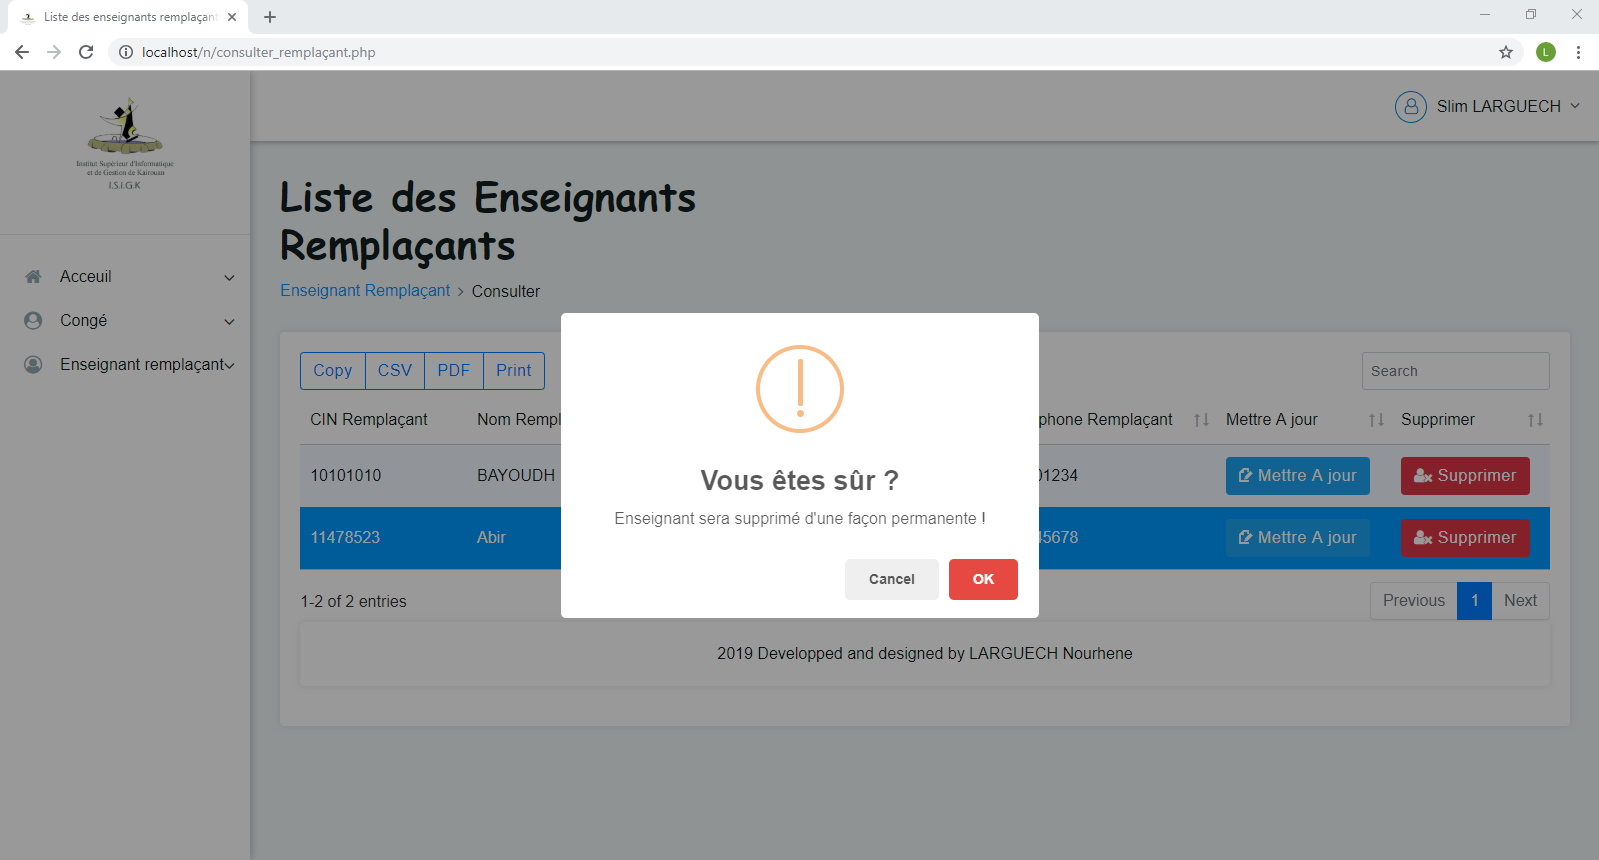 Liste des enseignants remplaçant
localhost/n/consulter_remplaçant.php
L
Institut Supérieur d'Informatique
et de Gestion de Kairouan
I.S.I.G.K
Slim LARGUECH
Acceuil
Congé
Enseignant remplaçant
Liste des Enseignants
Remplaçants
Enseignant Remplaçant > Consulter
Copy CSV PDF Print
Search
CIN Remplaçant Nom Rempl phone Remplaçant Mettre A jour Supprimer
10101010 BAYOUDH 01234 Mettre A jour Supprimer
11478523 Abir 45678 Mettre A jour Supprimer
1-2 of 2 entries
Previous 1 Next
2019 Developped and designed by LARGUECH Nourhene
Vous êtes sûr ?
Enseignant sera supprimé d'une façon permanente !
Cancel OK